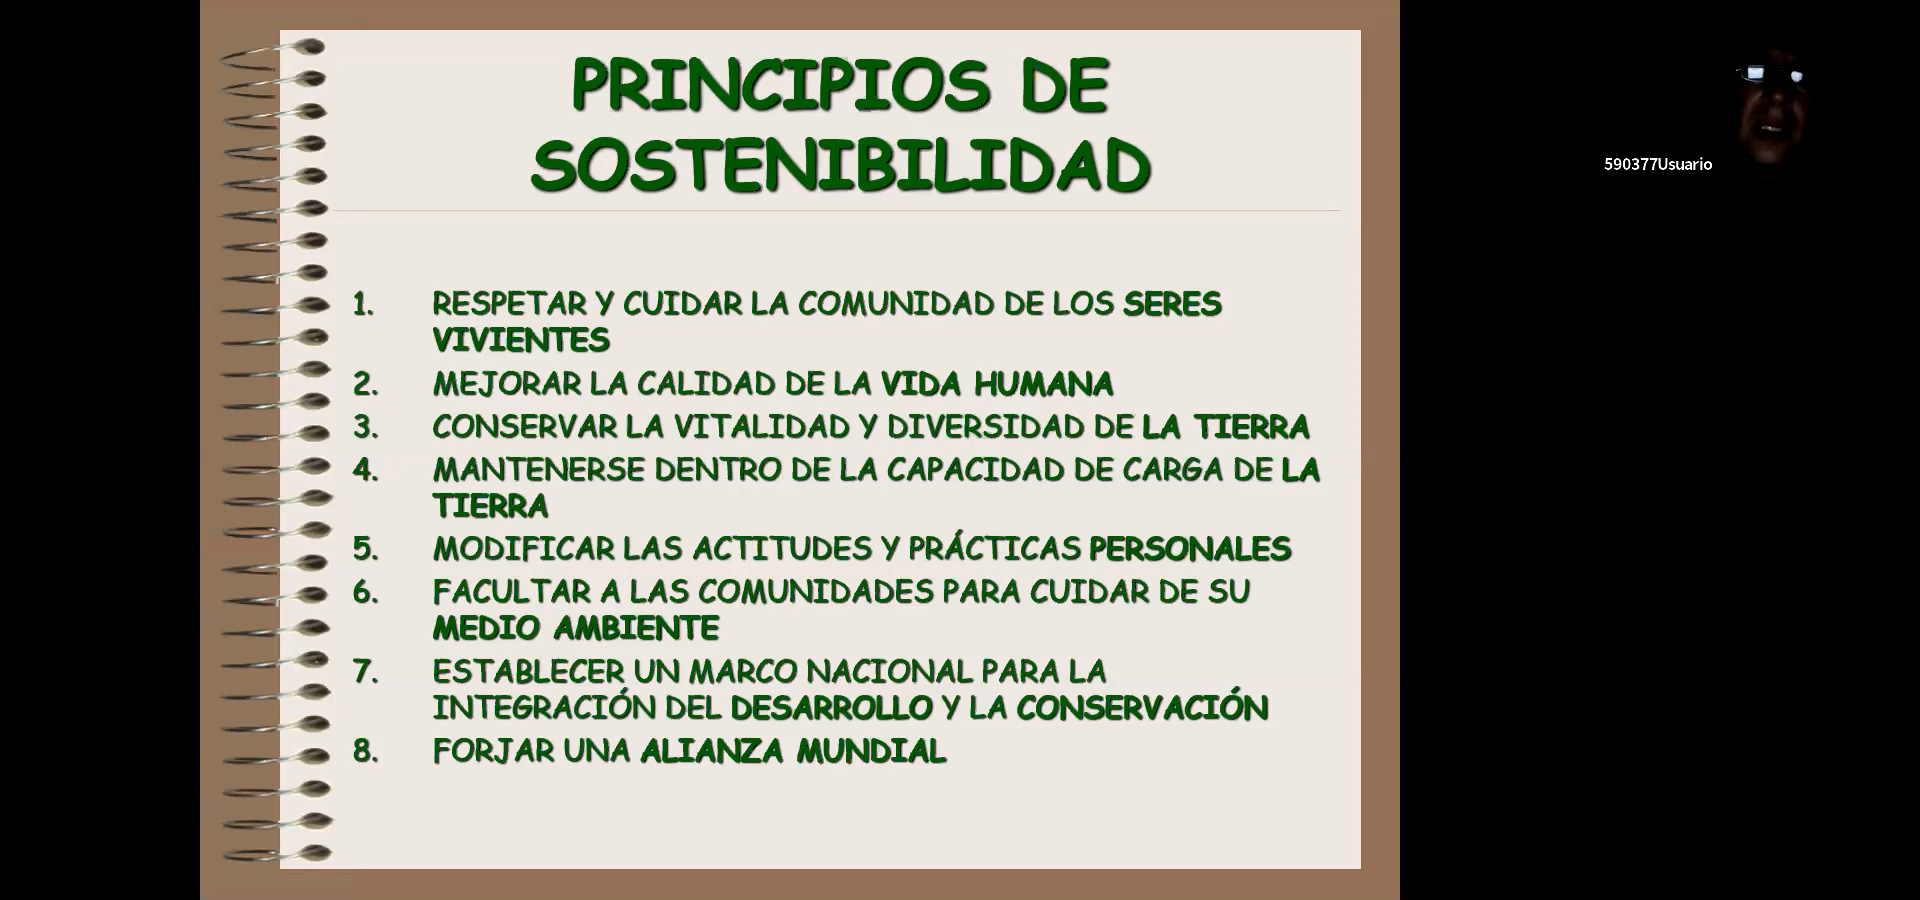 PRINCIPIOS DE
SOSTENIBILIDAD
1. RESPETAR Y CUIDAR LA COMUNIDAD DE LOS SERES
VIVIENTES
2. MEJORAR LA CALIDAD DE LA VIDA HUMANA
3. CONSERVAR LA VITALIDAD Y DIVERSIDAD DE LA TIERRA
4. MANTENERSE DENTRO DE LA CAPACIDAD DE CARGA DE LA
TIERRA
5. MODIFICAR LAS ACTITUDES Y PRÁCTICAS PERSONALES
6. FACULTAR A LAS COMUNIDADES PARA CUIDAR DE SU
MEDIO AMBIENTE
7. ESTABLECER UN MARCO NACIONAL PARA LA
INTEGRACIÓN DEL DESARROLLO Y LA CONSERVACIÓN
8. FORJAR UNA ALIANZA MUNDIAL
590377Usuario